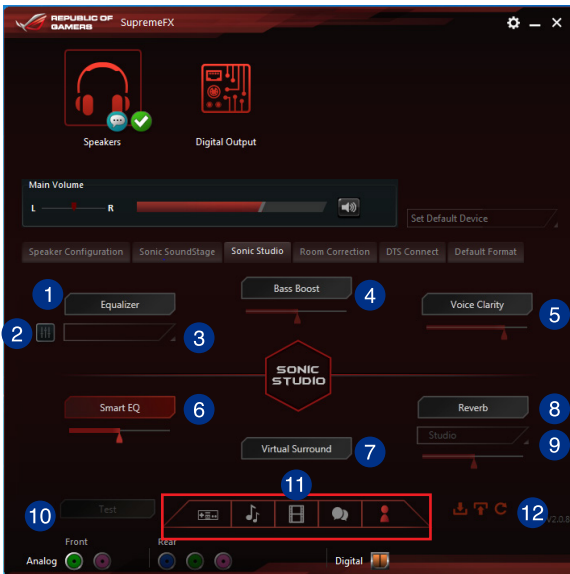 REPUBLIC OF
GAMERS
SupremeFX
Speakers
Digital Output
Main Volume
L R
Set Default Device
Speaker Configuration Sonic SoundStage Sonic Studio Room Correction DTS Connect Default Format
1 Equalizer
Bass Boost 4
Voice Clarity 5
2 3
SONIC
STUDIO
Smart EQ 6
Reverb 8
Virtual Surround 7
Studio 9
11
10 Test
12
V2.0.8
Front Rear
Analog Digital